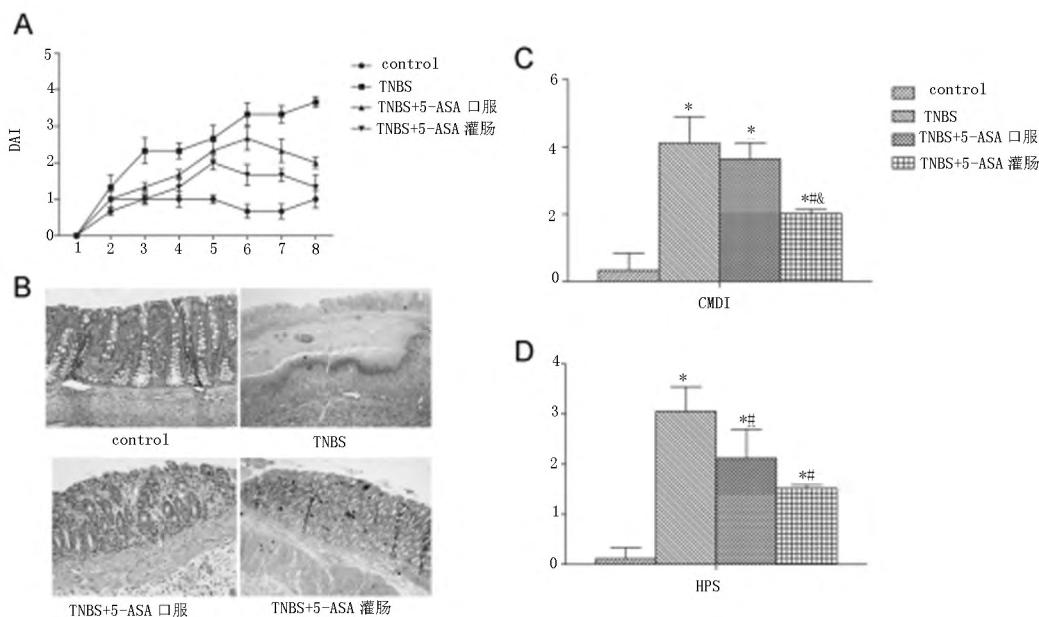 A
DAI
5
4
3
2
1
0
1 2 3 4 5 6 7 8
control
TNBS
TNBS+5-ASA 口服
TNBS+5-ASA 灌肠
B
control
TNBS
TNBS+5-ASA 口服
TNBS+5-ASA 灌肠
C
6
4
2
0
*
*
*#&
CMDI
control
TNBS
TNBS+5-ASA 口服
TNBS+5-ASA 灌肠
D
4
3
2
1
0
*
*#
*#
HPS